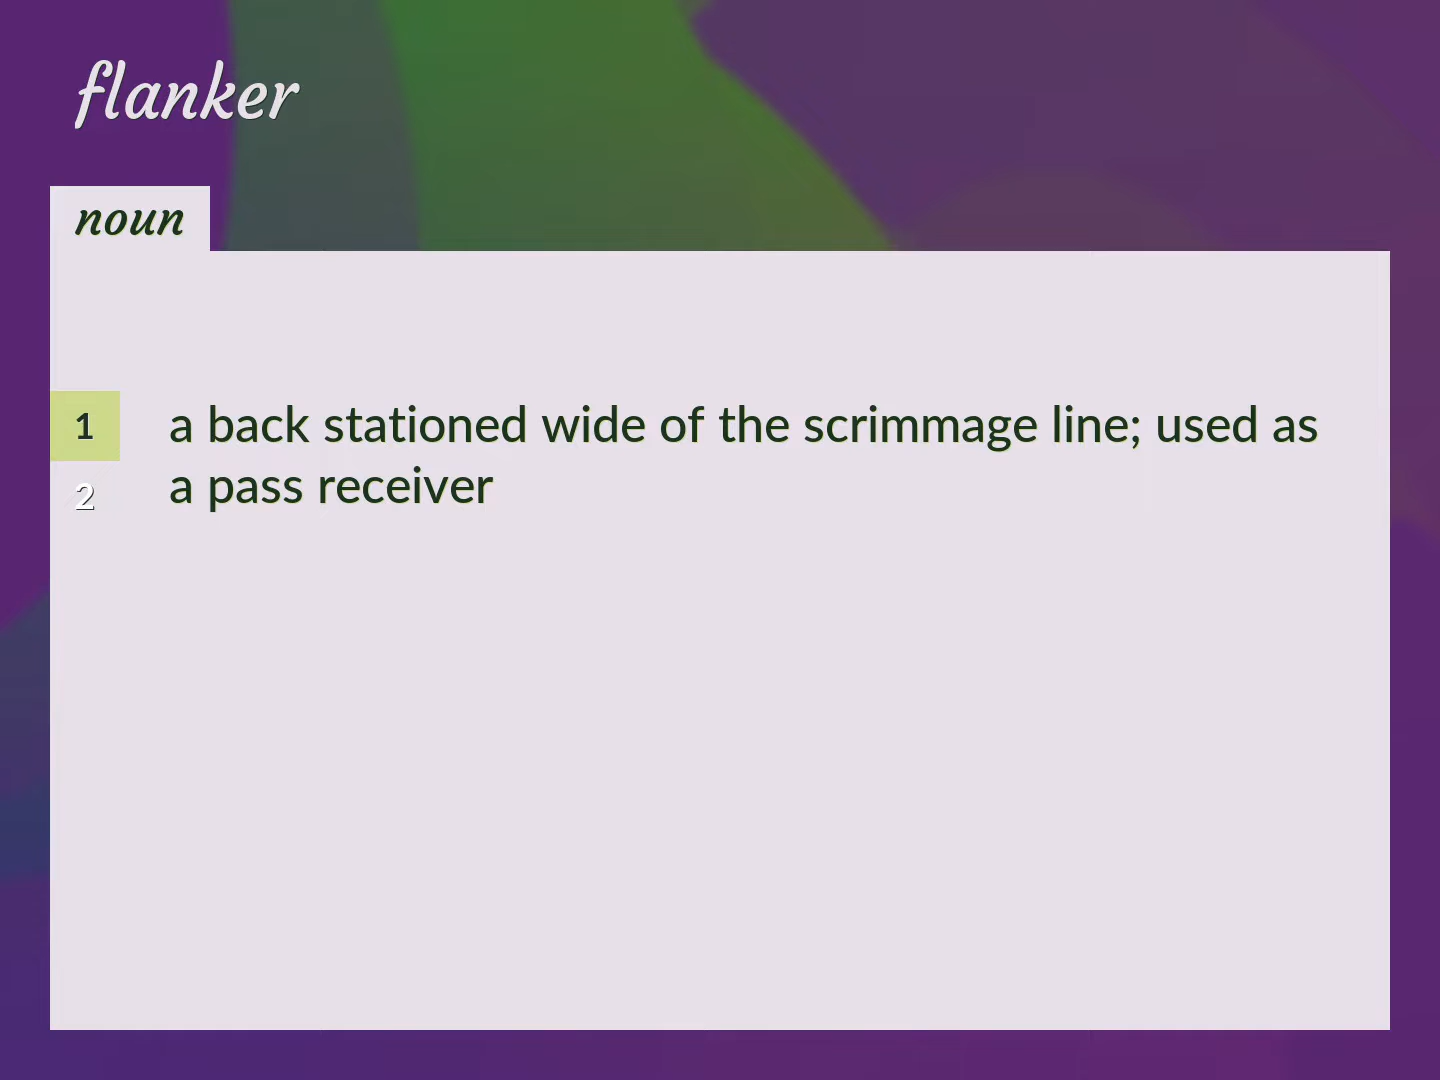 flanker
noun
1 a back stationed wide of the scrimmage line; used as
2 a pass receiver